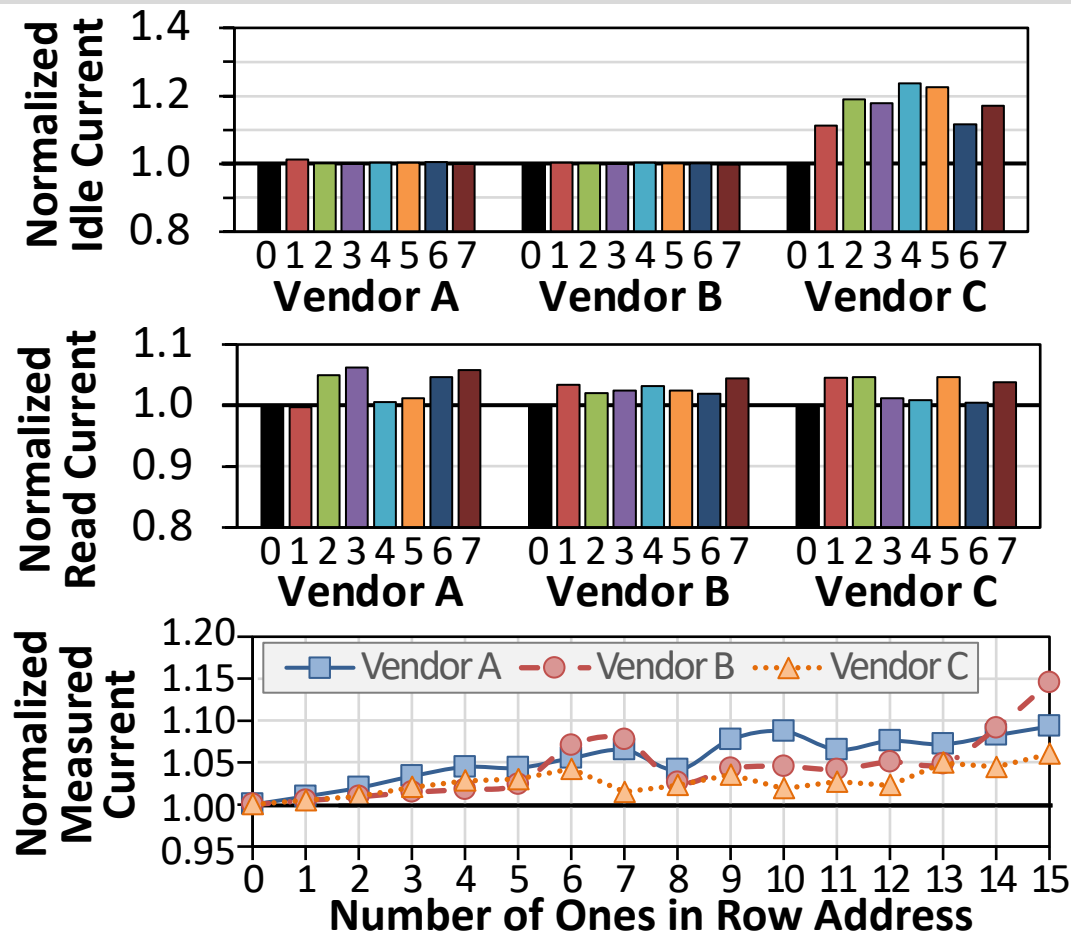 Normalized
Idle Current
1.4
1.2
1.0
0.8
0 1 2 3 4 5 6 7 0 1 2 3 4 5 6 7 0 1 2 3 4 5 6 7
Vendor A Vendor B Vendor C
Normalized
Read Current
1.1
1.0
0.9
0.8
0 1 2 3 4 5 6 7 0 1 2 3 4 5 6 7 0 1 2 3 4 5 6 7
Vendor A Vendor B Vendor C
Normalized
Measured
Current
1.20
1.15
1.10
1.05
1.00
0.95
Vendor A Vendor B Vendor C
0 1 2 3 4 5 6 7 8 9 10 11 12 13 14 15
Number of Ones in Row Address